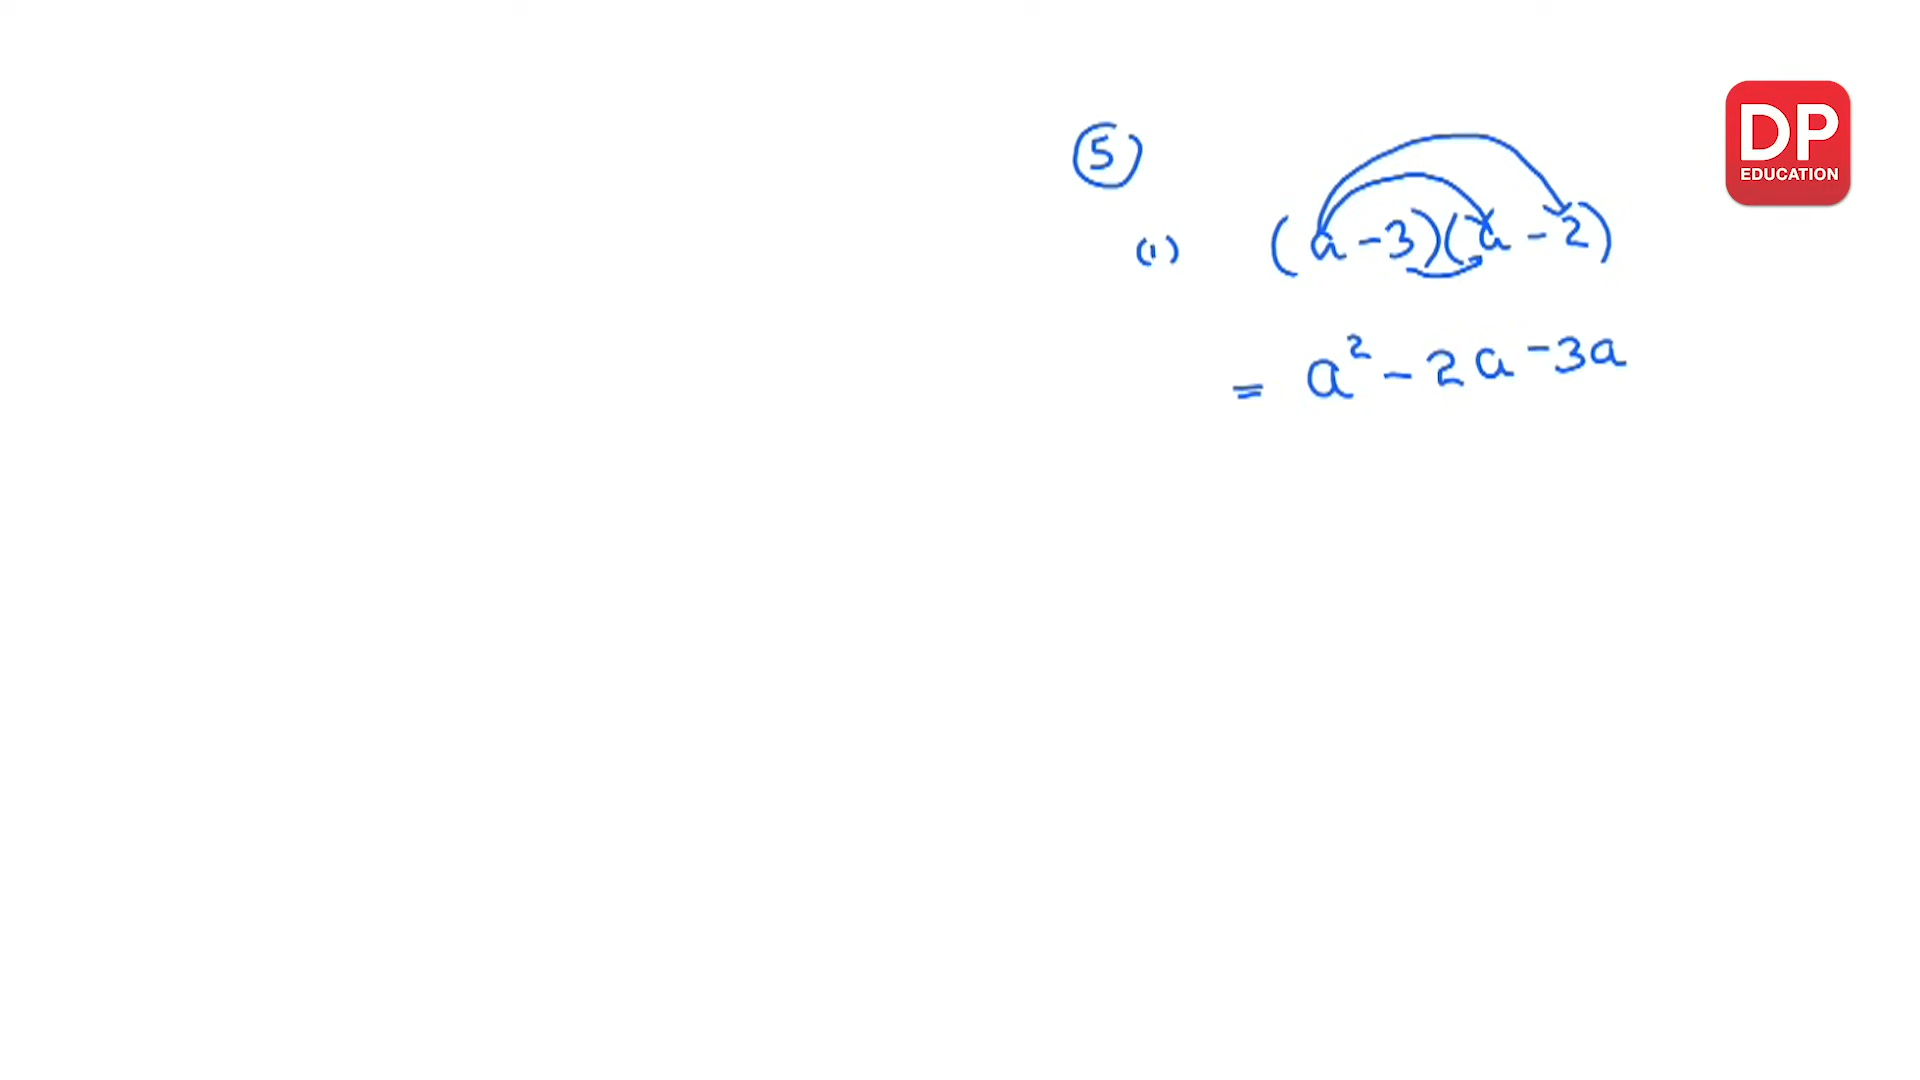 DP
EDUCATION
5
(1) (a-3)(a-2)
= a² - 2a -3a